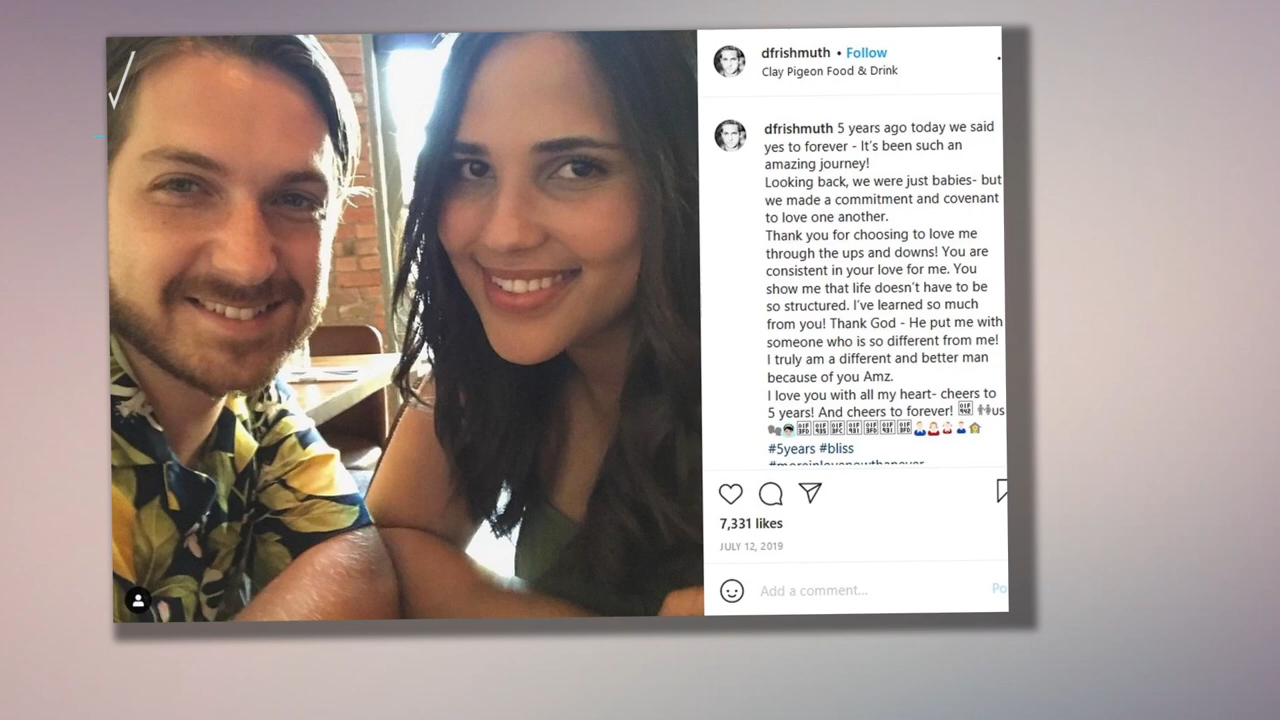 dfrishmuth • Follow
Clay Pigeon Food & Drink
dfrishmuth 5 years ago today we said
yes to forever - It's been such an
amazing journey!
Looking back, we were just babies- but
we made a commitment and covenant
to love one another.
Thank you for choosing to love me
through the ups and downs! You are
consistent in your love for me. You
show me that life doesn't have to be
so structured. I've learned so much
from you! Thank God - He put me with
someone who is so different from me!
I truly am a different and better man
because of you Amz.
I love you with all my heart- cheers to
5 years! And cheers to forever! us
#5years #bliss
7,331 likes
JULY 12, 2019
Add a comment... Po